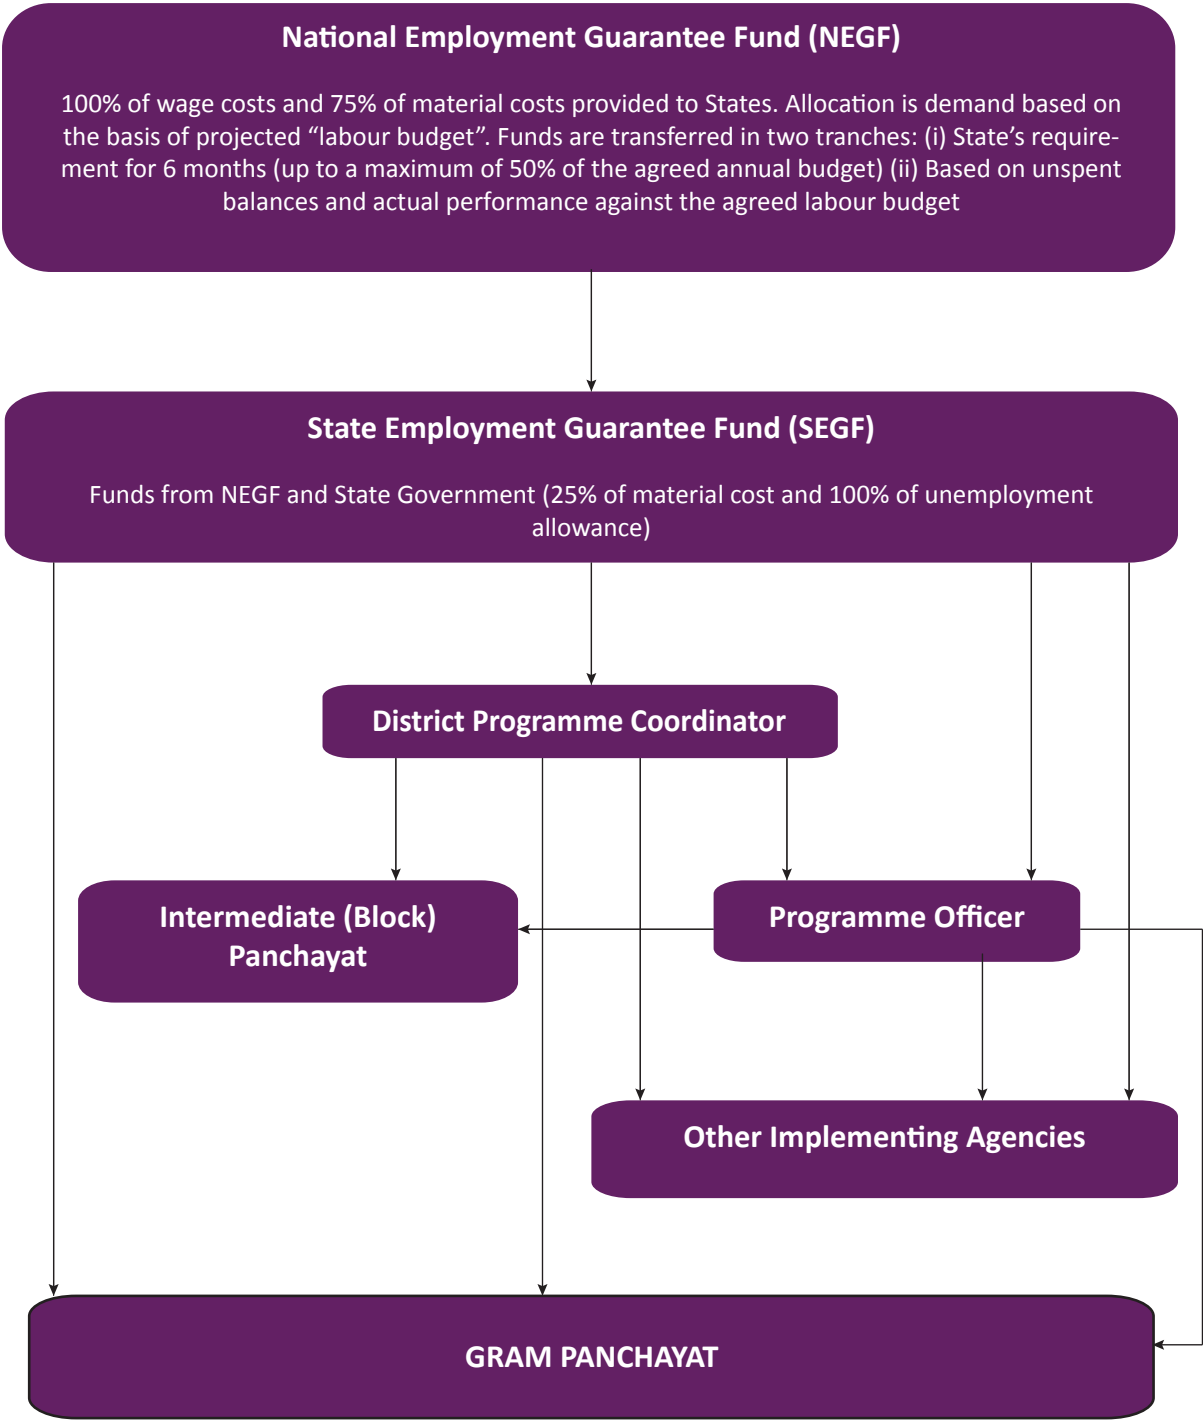 National Employment Guarantee Fund (NEGF)
100% of wage costs and 75% of material costs provided to States. Allocation is demand based on
the basis of projected “labour budget”. Funds are transferred in two tranches: (i) State’s require-
ment for 6 months (up to a maximum of 50% of the agreed annual budget) (ii) Based on unspent
balances and actual performance against the agreed labour budget
State Employment Guarantee Fund (SEGF)
Funds from NEGF and State Government (25% of material cost and 100% of unemployment
allowance)
District Programme Coordinator
Intermediate (Block)
Panchayat
Programme Officer
Other Implementing Agencies
GRAM PANCHAYAT